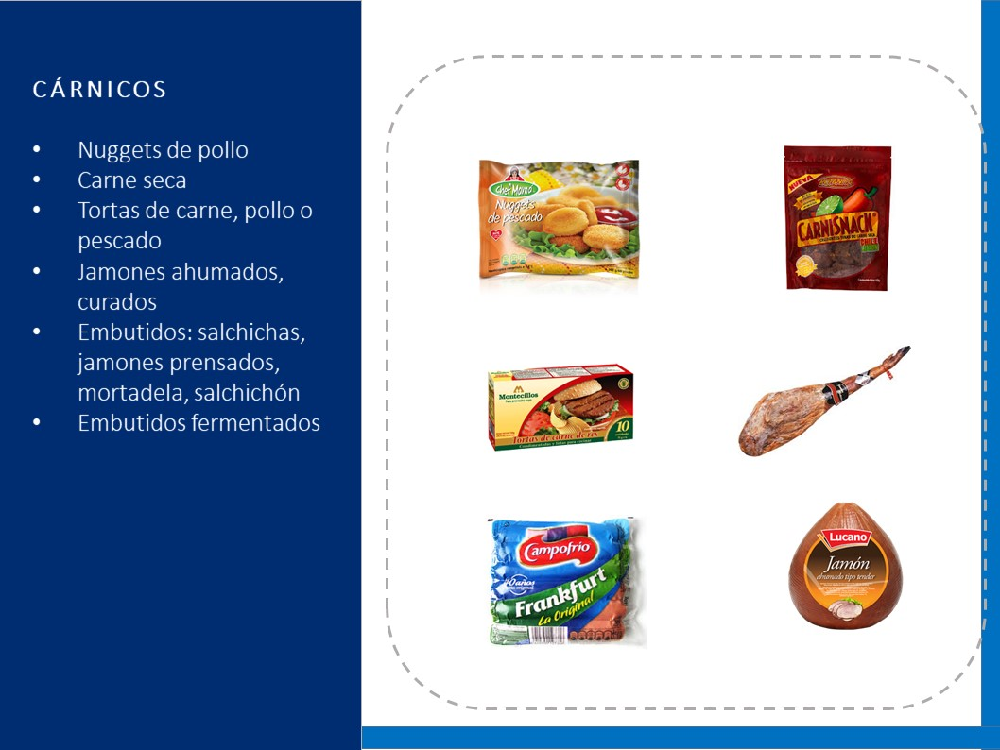 CÁRNICOS
• Nuggets de pollo
• Carne seca
• Tortas de carne, pollo o
pescado
• Jamones ahumados,
curados
• Embutidos: salchichas,
jamones prensados,
mortadela, salchichón
• Embutidos fermentados
Chef Mama
Nuggets
de pescado
NUEVA
CARNISNACK
CHILE
Montecillos
Tortas de carne de res
10
Campofrio
Frankfurt
La Original
Lucano
Jamón
ahumado tipo tender